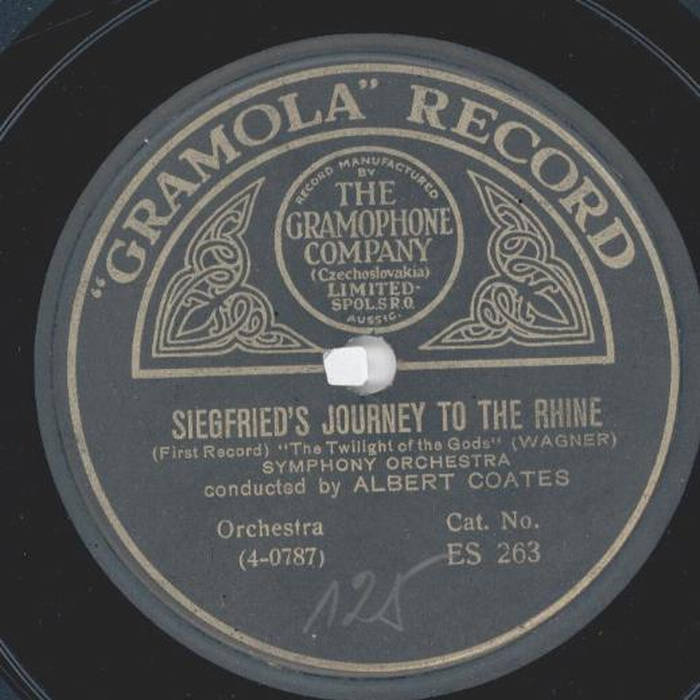 "GRAMOLA" RECORD
RECORD MANUFACTURED
BY
THE
GRAMOPHONE
COMPANY
(Czechoslovakia)
LIMITED·
SPOL.S.R.O.
AUSSIG.
SIEGFRIED'S JOURNEY TO THE RHINE
(First Record) "The Twilight of the Gods" (WAGNER)
SYMPHONY ORCHESTRA
conducted by ALBERT COATES
Orchestra Cat. No.
(4-0787) ES 263
125